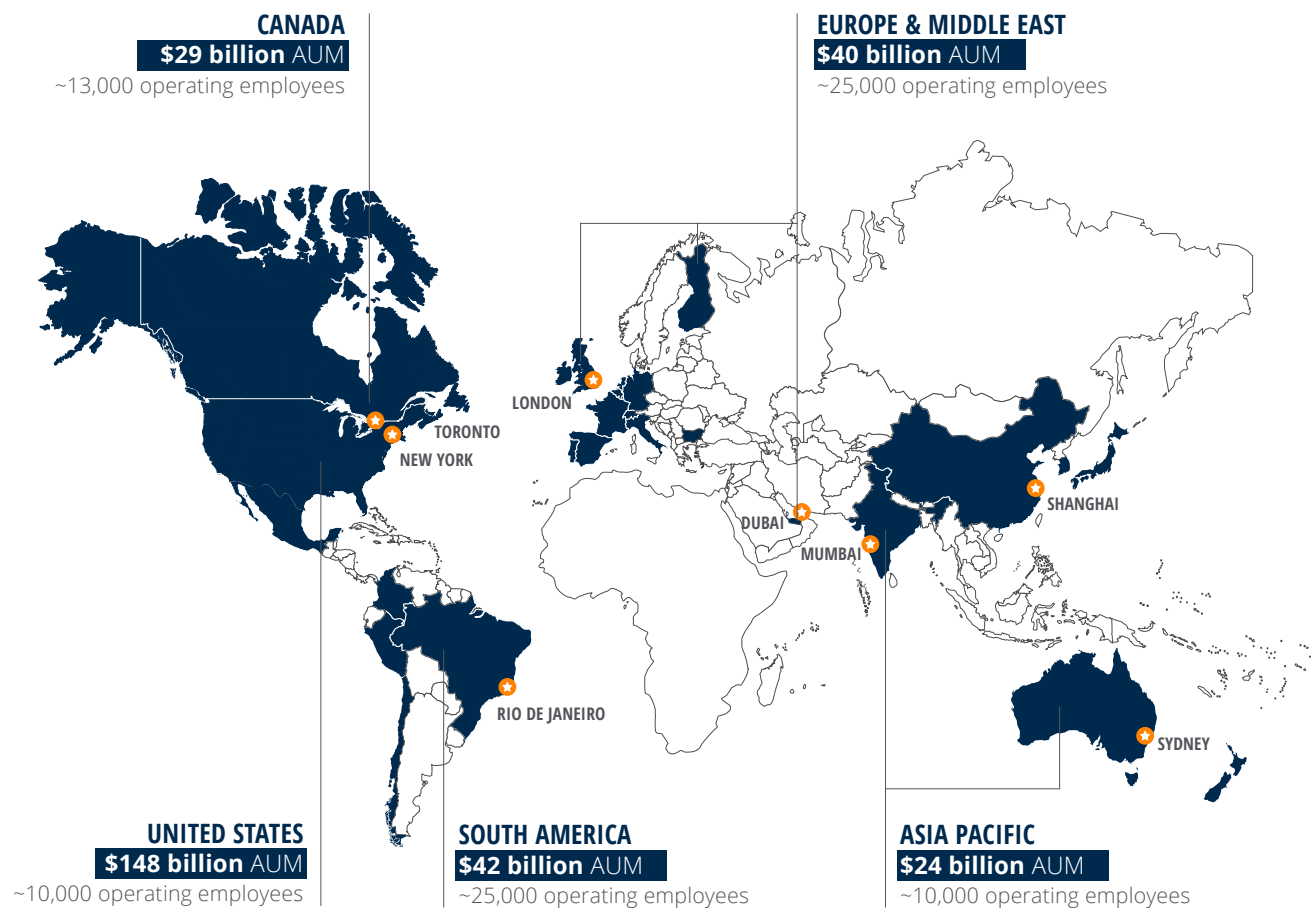 CANADA
$29 billion AUM
~13,000 operating employees
EUROPE & MIDDLE EAST
$40 billion AUM
~25,000 operating employees
LONDON
TORONTO
NEW YORK
SHANGHAI
DUBAI
MUMBAI
RIO DE JANEIRO
SYDNEY
UNITED STATES
$148 billion AUM
~10,000 operating employees
SOUTH AMERICA
$42 billion AUM
~25,000 operating employees
ASIA PACIFIC
$24 billion AUM
~10,000 operating employees